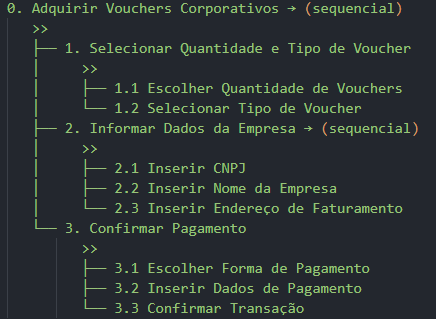 0. Adquirir Vouchers Corporativos → (sequencial)
>>
├── 1. Selecionar Quantidade e Tipo de Voucher
│    >>
│    ├── 1.1 Escolher Quantidade de Vouchers
│    └── 1.2 Selecionar Tipo de Voucher
├── 2. Informar Dados da Empresa → (sequencial)
│    >>
│    ├── 2.1 Inserir CNPJ
│    ├── 2.2 Inserir Nome da Empresa
│    └── 2.3 Inserir Endereço de Faturamento
└── 3. Confirmar Pagamento
     >>
     ├── 3.1 Escolher Forma de Pagamento
     ├── 3.2 Inserir Dados de Pagamento
     └── 3.3 Confirmar Transação